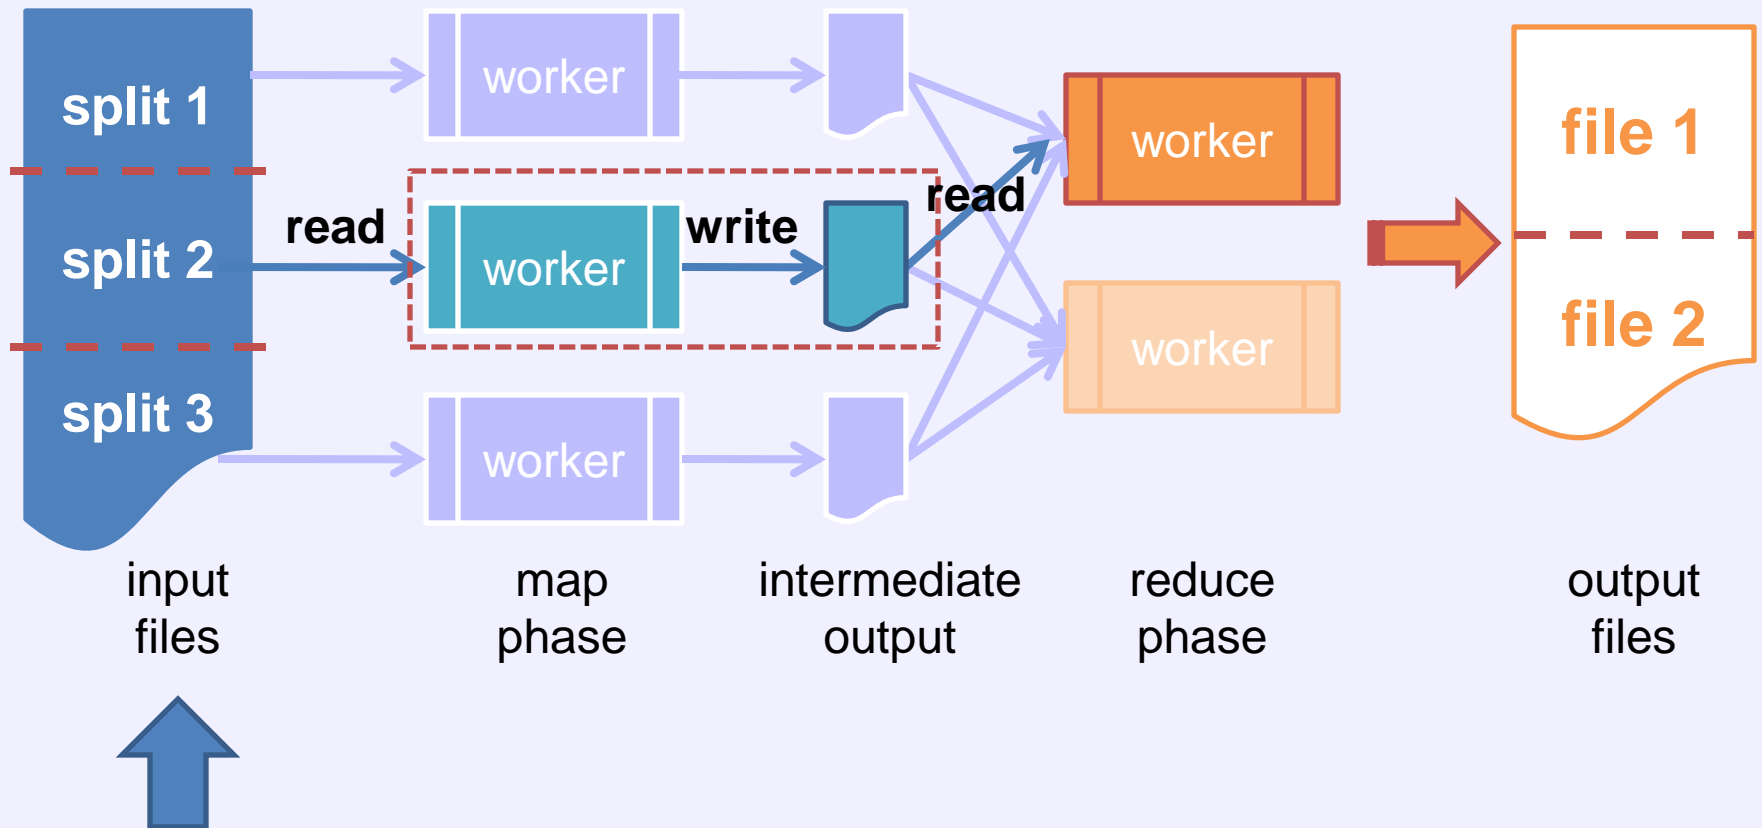 split 1
split 2
split 3
read
worker
worker
worker
write
read
worker
worker
file 1
file 2
input
files
map
phase
intermediate
output
reduce
phase
output
files